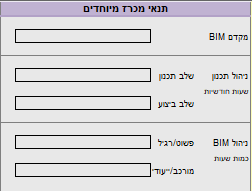 תנאי מכרז מיוחדים
מקדם BIM
ניהול תכנון שלב תכנון
שעות חודשיות
שלב ביצוע
ניהול BIM פשוט/רגיל
כמות שעות
מורכב/ייעודי